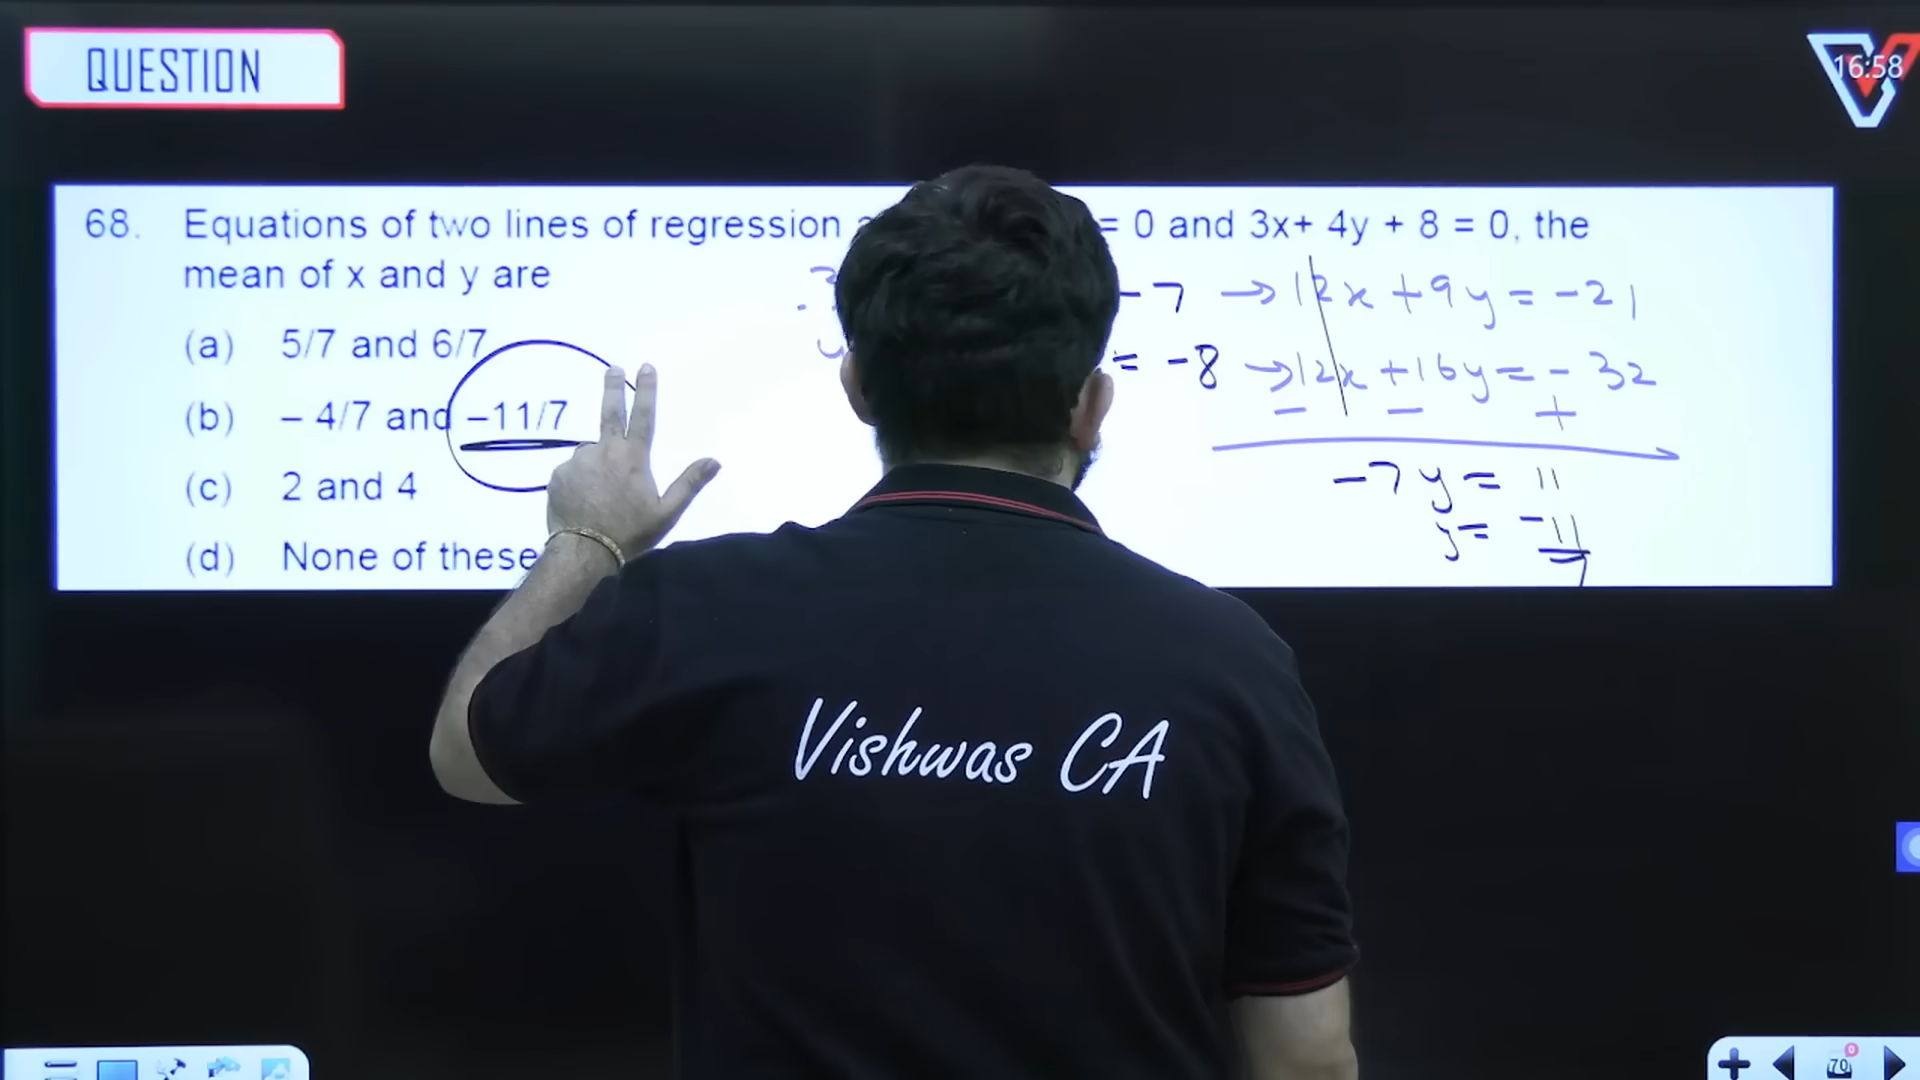 QUESTION
16:58
68. Equations of two lines of regression = 0 and 3x+ 4y + 8 = 0, the
mean of x and y are
-7 → 12x + 9y = -21
(a) 5/7 and 6/7
= -8 → 12x + 16y = - 32
- - +
(b) – 4/7 and –11/7
-7y = 11
(c) 2 and 4
y = -11/7
(d) None of these
Vishwas CA
70
0